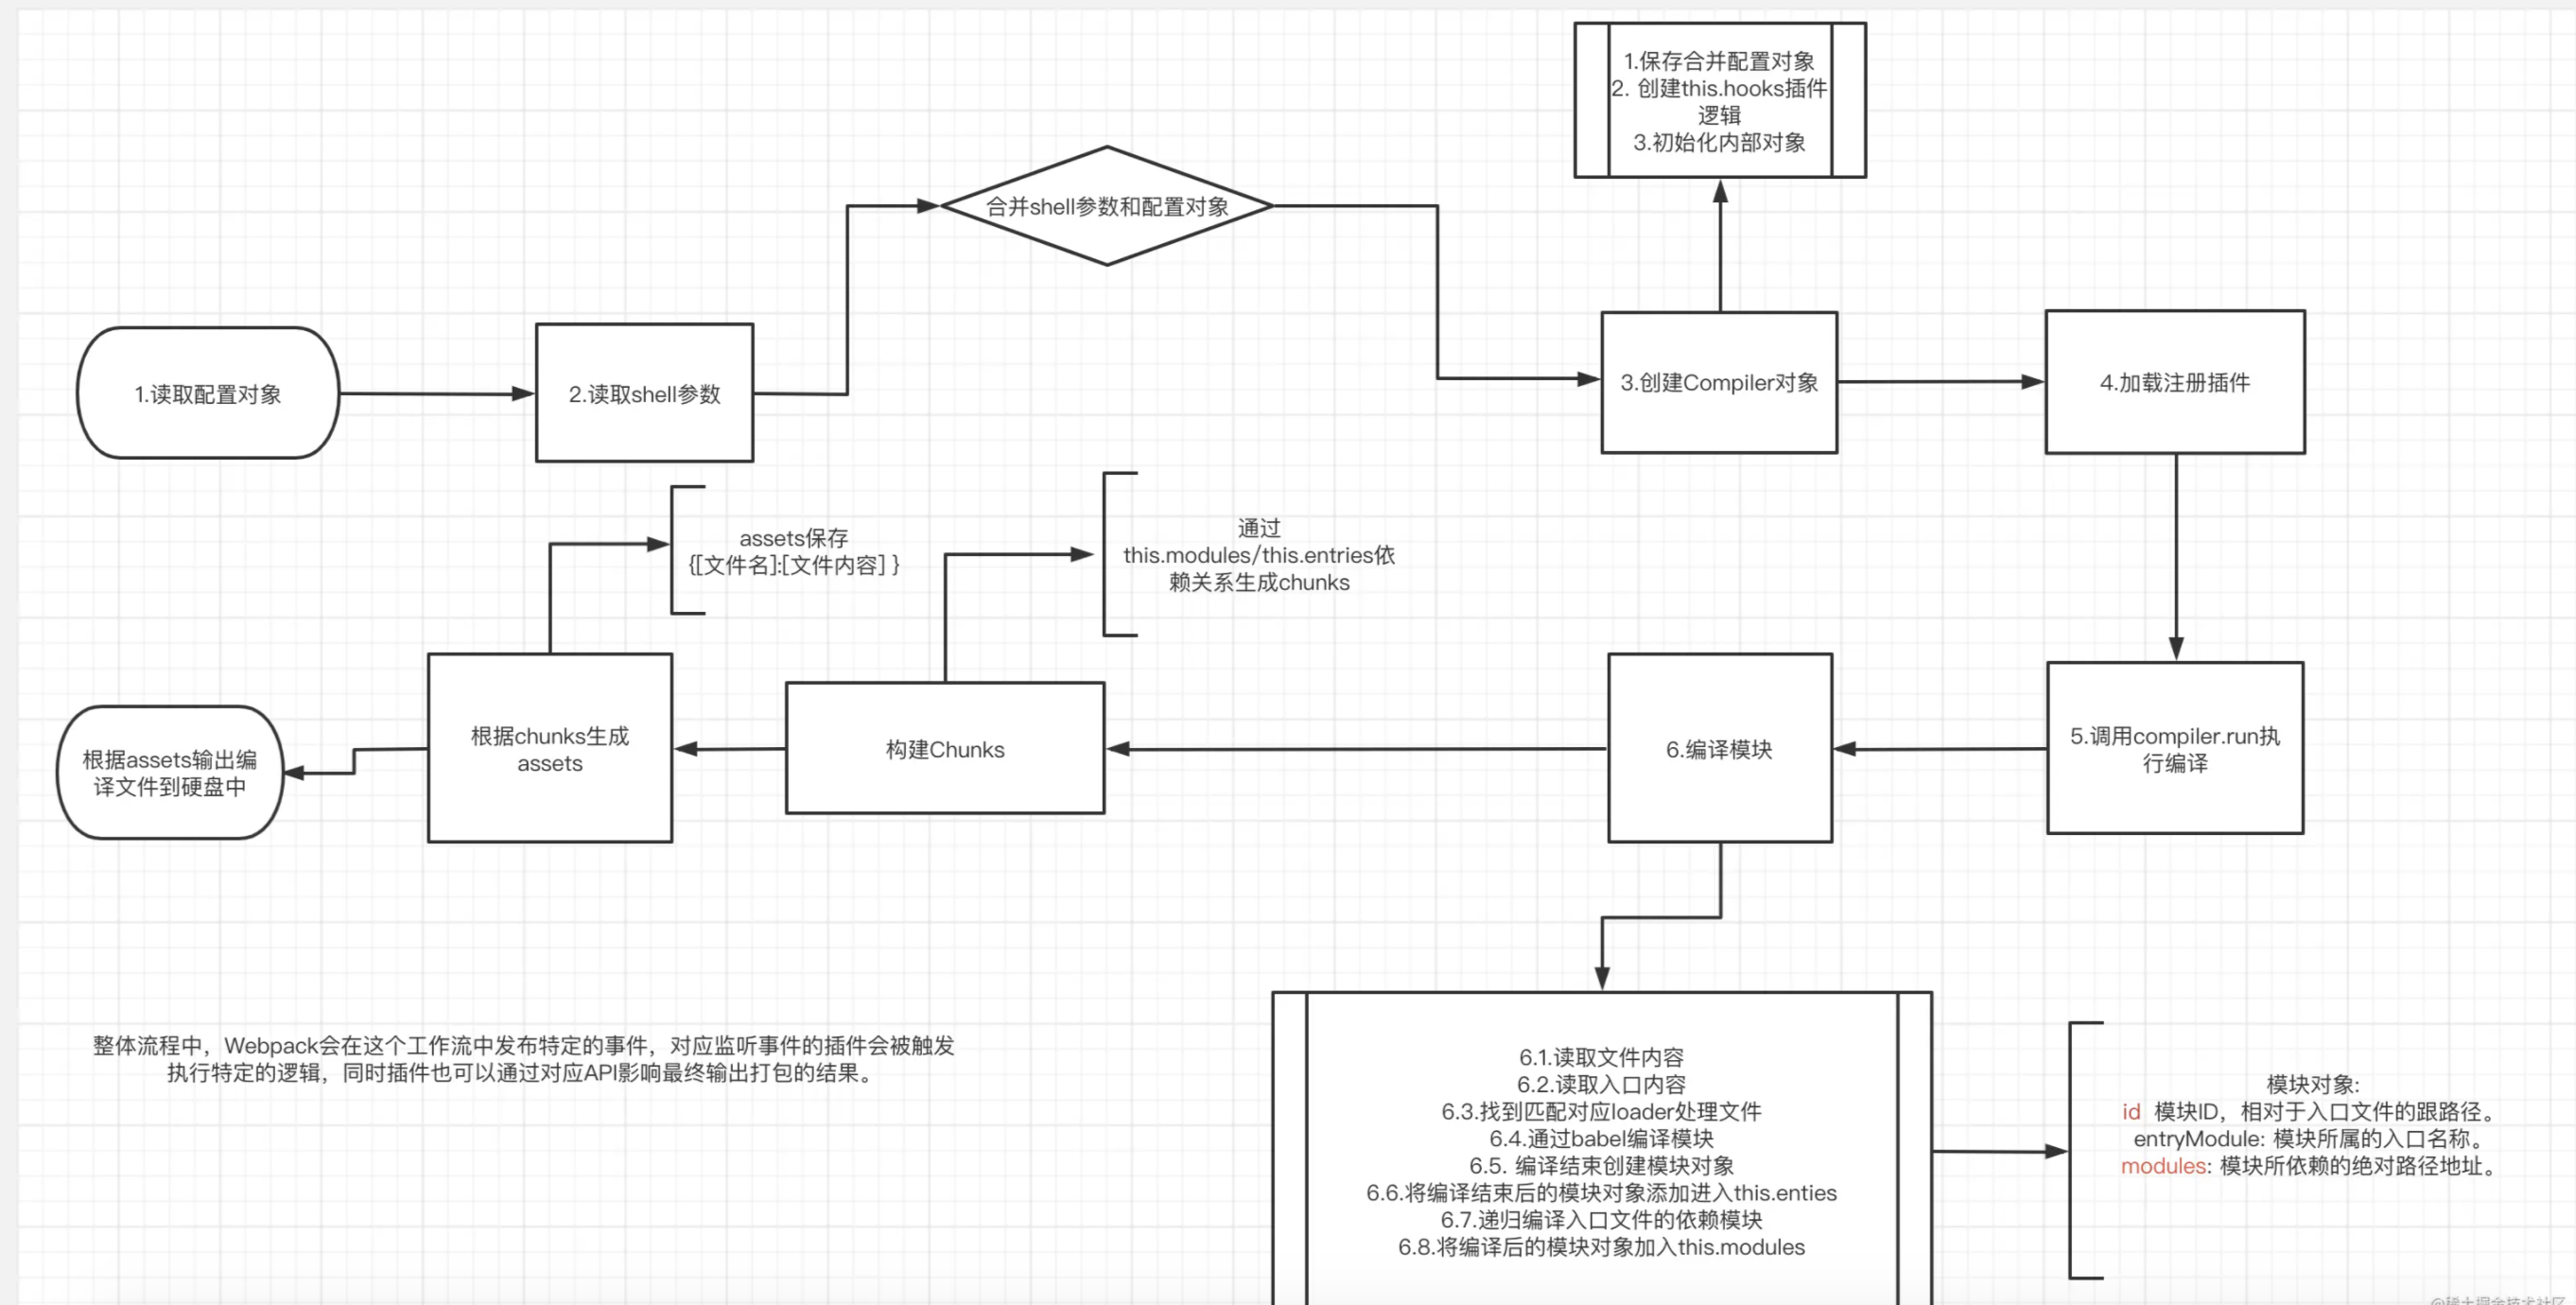 1.保存合并配置对象
2. 创建this.hooks插件
逻辑
3.初始化内部对象
合并shell参数和配置对象
1.读取配置对象
2.读取shell参数
3.创建Compiler对象
4.加载注册插件
assets保存
{[文件名]:[文件内容] }
通过
this.modules/this.entries依
赖关系生成chunks
根据assets输出编
译文件到硬盘中
根据chunks生成
assets
构建Chunks
6.编译模块
5.调用compiler.run执
行编译
整体流程中，Webpack会在这个工作流中发布特定的事件，对应监听事件的插件会被触发
执行特定的逻辑，同时插件也可以通过对应API影响最终输出打包的结果。
6.1.读取文件内容
6.2.读取入口内容
6.3.找到匹配对应loader处理文件
6.4.通过babel编译模块
6.5. 编译结束创建模块对象
6.6.将编译结束后的模块对象添加进入this.enties
6.7.递归编译入口文件的依赖模块
6.8.将编译后的模块对象加入this.modules
模块对象:
id 模块ID，相对于入口文件的跟路径。
entryModule: 模块所属的入口名称。
modules: 模块所依赖的绝对路径地址。
@稀土掘金技术社区